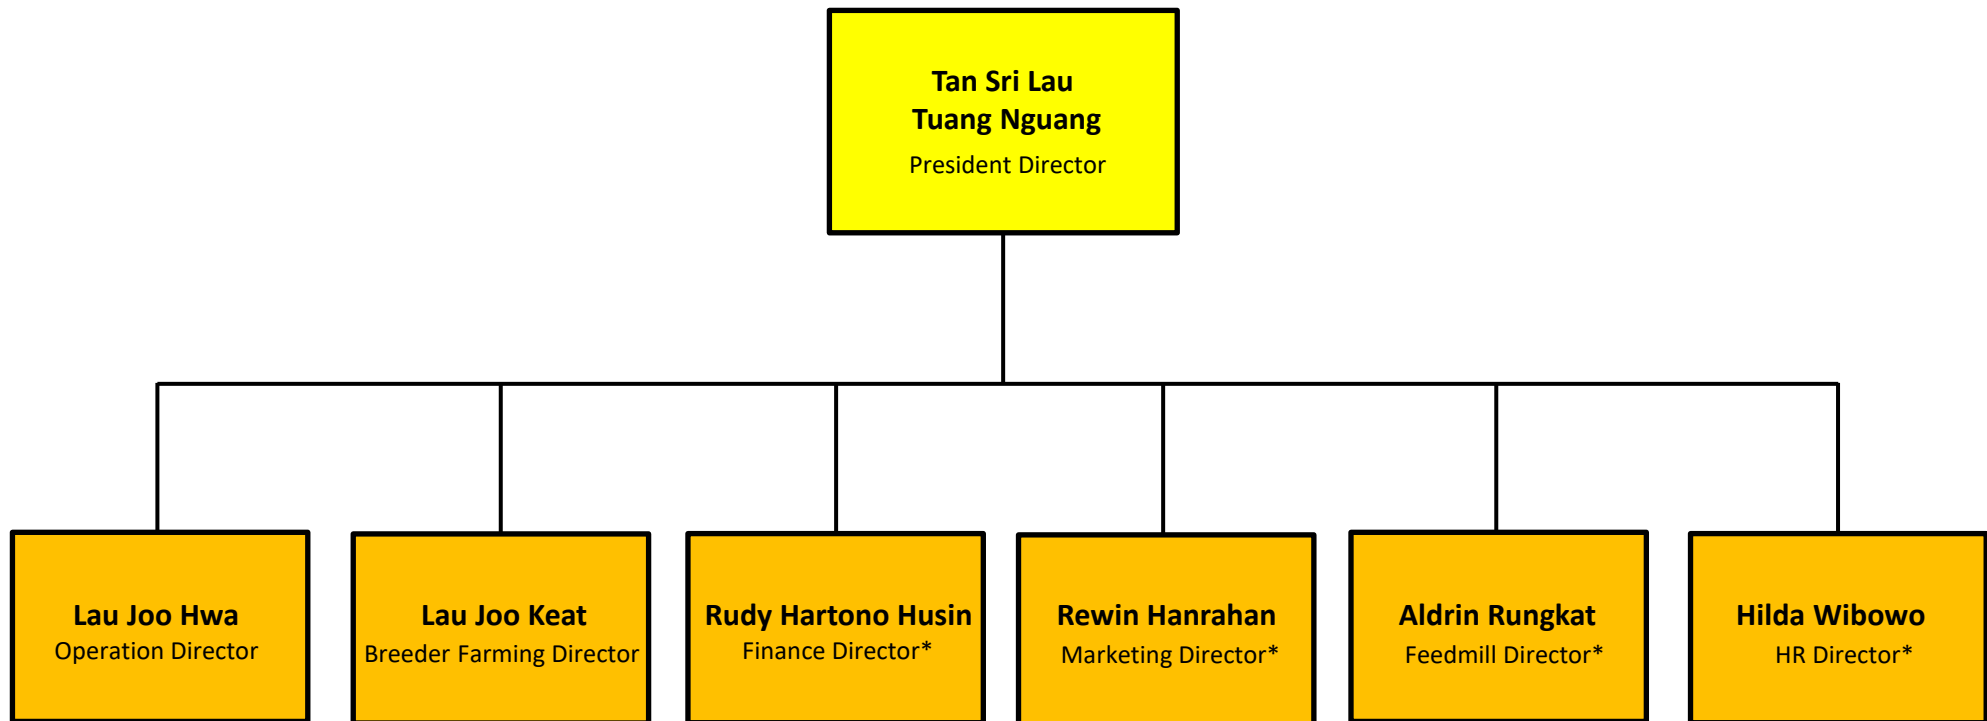 Tan Sri Lau
Tuang Nguang
President Director
Lau Joo Hwa
Operation Director
Lau Joo Keat
Breeder Farming Director
Rudy Hartono Husin
Finance Director*
Rewin Hanrahan
Marketing Director*
Aldrin Rungkat
Feedmill Director*
Hilda Wibowo
HR Director*